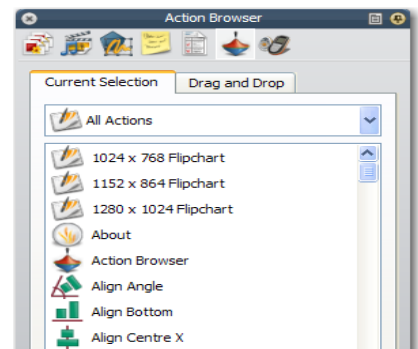 Action Browser
Current Selection Drag and Drop
All Actions
1024 x 768 Flipchart
1152 x 864 Flipchart
1280 x 1024 Flipchart
About
Action Browser
Align Angle
Align Bottom
Align Centre X